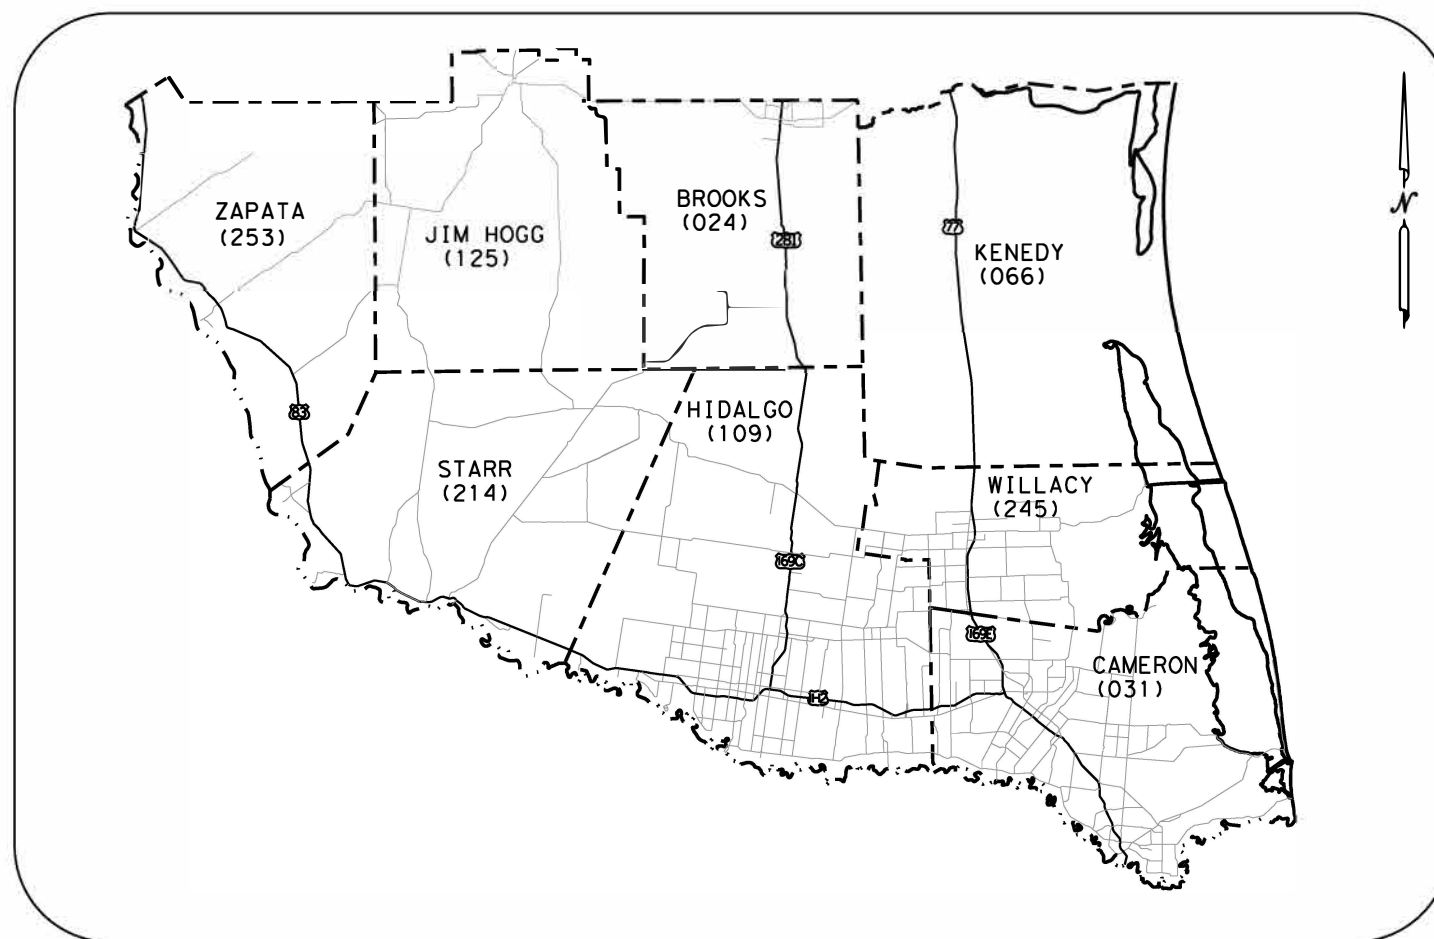 ZAPATA
(253)
JIM HOGG
(125)
BROOKS
(024)
281
77
KENEDY
(066)
N
83
HIDALGO
(109)
STARR
(214)
WILLACY
(245)
169C
169E
CAMERON
(031)
IH2